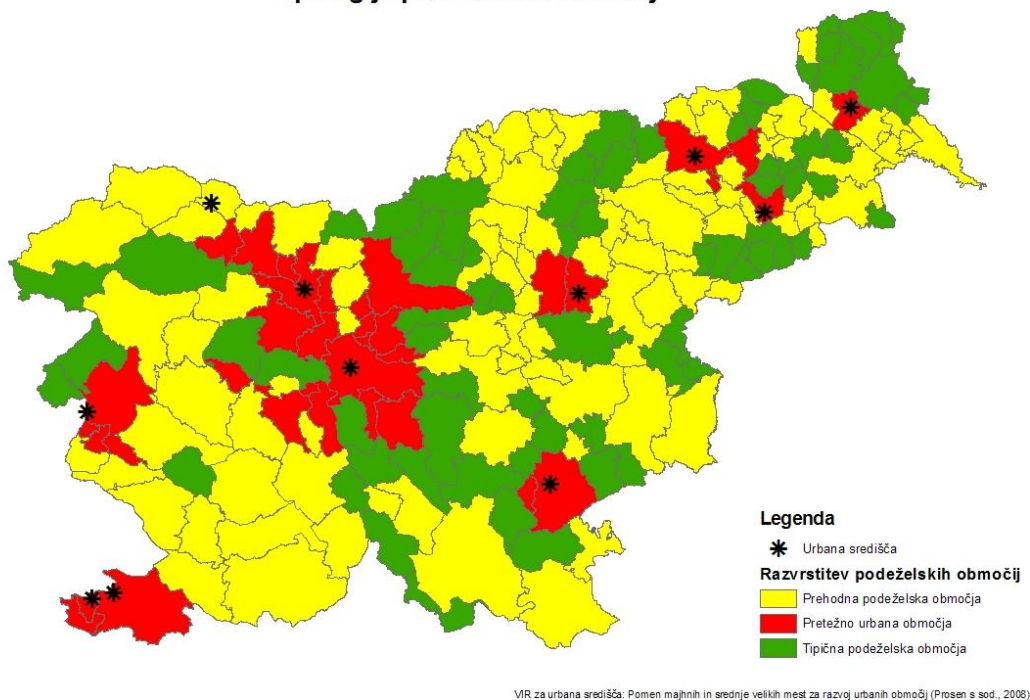 Legenda
Urbana središča
Razvrstitev podeželskih območij
Prehodna podeželska območja
Pretežno urbana območja
Tipična podeželska območja
VIR za urbana središča: Pomen majhnih in srednje velikih mest za razvoj urbanih območij (Prosen s sod., 2008)